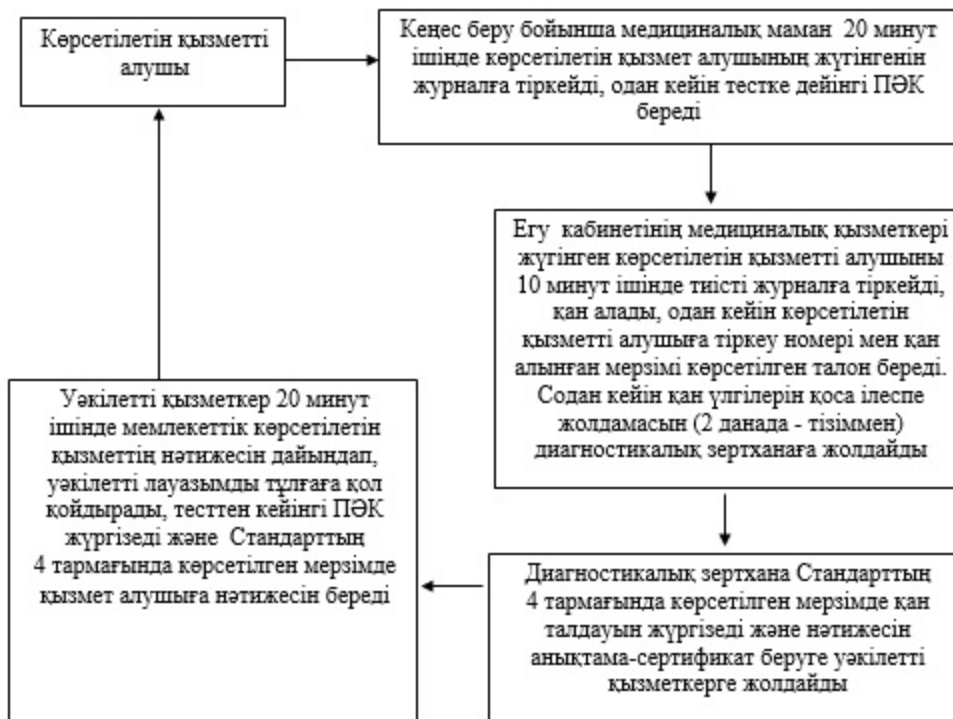 Көрсетілетін қызметті
алушы
Кеңес беру бойынша медициналық маман 20 минут
ішінде көрсетілетін қызмет алушының жүгінгенін
журналға тіркейді, одан кейін тестке дейінгі ПӘК
береді
Егу кабинетінің медициналық қызметкері
жүгінген көрсетілетін қызметті алушыны
10 минут ішінде тиісті журналға тіркейді,
қан алады, одан кейін көрсетілетін
қызметті алушыға тіркеу номері мен қан
алынған мерзімі көрсетілген талон береді.
Содан кейін қан үлгілерін қоса ілеспе
жолдамасын (2 данада - тізіммен)
диагностикалық зертханаға жолдайды
Диагностикалық зертхана Стандарттың
4 тармағында көрсетілген мерзімде қан
талдауын жүргізеді және нәтижесін
анықтама-сертификат беруге уәкілетті
қызметкерге жолдайды
Уәкілетті қызметкер 20 минут
ішінде мемлекеттік көрсетілетін
қызметтің нәтижесін дайындап,
уәкілетті лауазымды тұлғаға қол
қойдырады, тесттен кейінгі ПӘК
жүргізеді және Стандарттың
4 тармағында көрсетілген мерзімде
қызмет алушыға нәтижесін береді